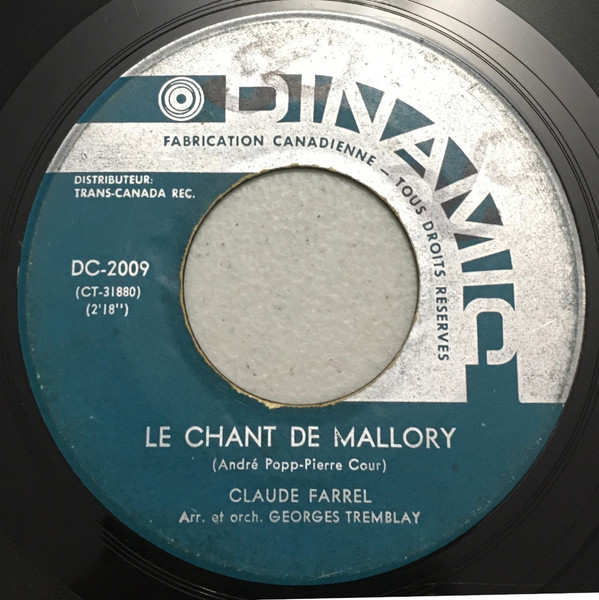 DINAMIC
FABRICATION CANADIENNE – TOUS DROITS RESERVES
DISTRIBUTEUR:
TRANS-CANADA REC.
DC-2009
(CT-31880)
(2'18'')
LE CHANT DE MALLORY
(André Popp-Pierre Cour)
CLAUDE FARREL
Arr. et orch. GEORGES TREMBLAY